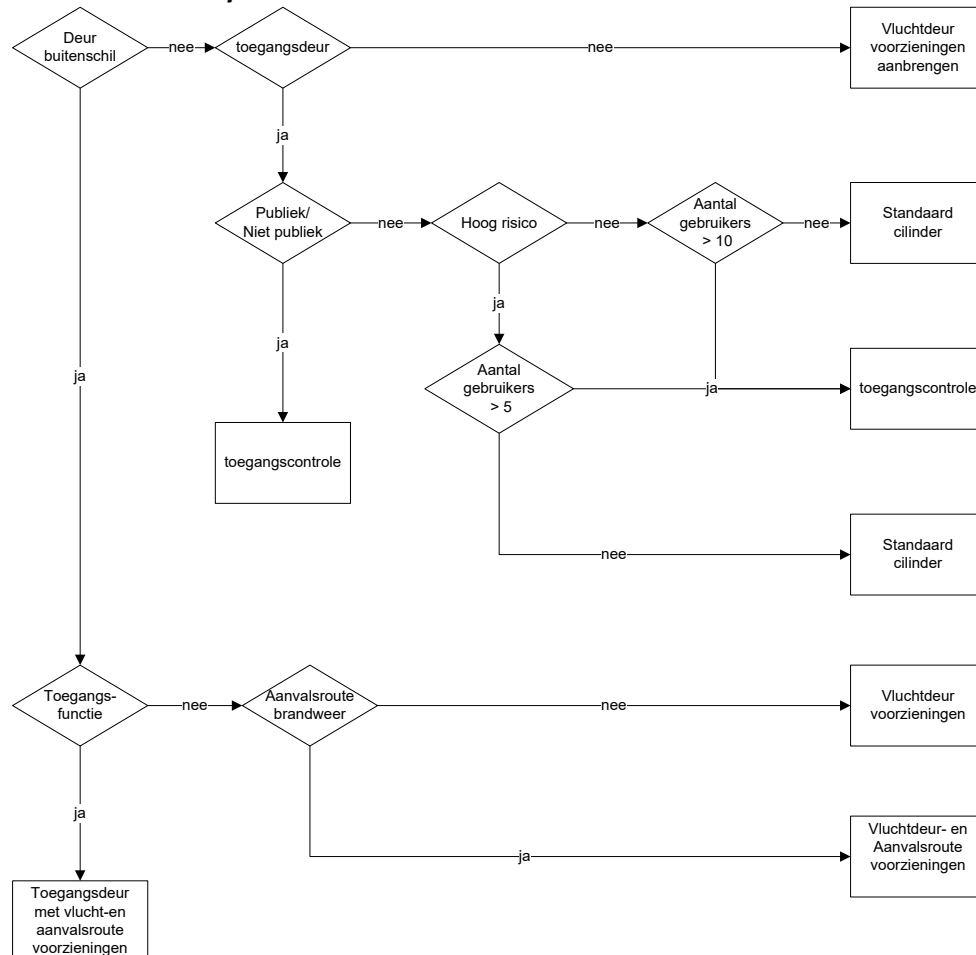 Deur
buitenschil
nee
toegangsdeur
nee
Vluchtdeur
voorzieningen
aanbrengen
ja
Publiek/
Niet publiek
nee
Hoog risico
nee
Aantal
gebruikers
> 10
nee
Standaard
cilinder
ja
ja
ja
Aantal
gebruikers
> 5
ja
toegangscontrole
toegangscontrole
nee
Standaard
cilinder
Toegangs-
functie
nee
Aanvalsroute
brandweer
nee
Vluchtdeur
voorzieningen
ja
ja
Vluchtdeur- en
Aanvalsroute
voorzieningen
Toegangsdeur
met vlucht-en
aanvalsroute
voorzieningen